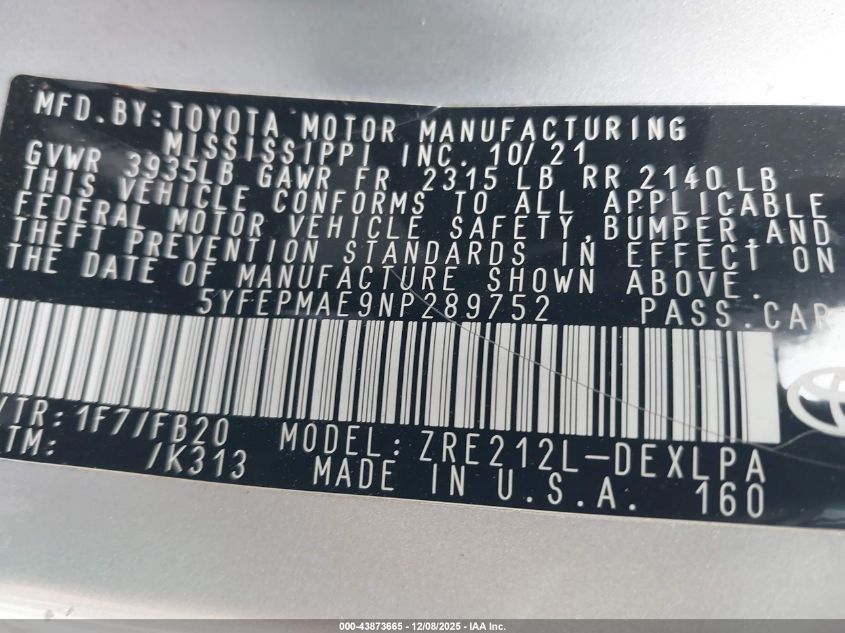 MFD.BY:TOYOTA MOTOR MANUFACTURING
MISSISSIPPI INC. 10/21
GVWR 3935LB GAWR FR 2315 LB RR 2140LB
THIS VEHICLE CONFORMS TO ALL APPLICABLE
FEDERAL MOTOR VEHICLE SAFETY,BUMPER,AND
THEFT PREVENTION STANDARDS IN EFFECT ON
THE DATE OF MANUFACTURE SHOWN ABOVE.
5YFEPMAE9NP289752 PASS.CAR
/TR: 1F7/FB20 MODEL: ZRE212L-DEXLPA
TM: /K313 MADE IN U.S.A. 160
000-43873665 - 12/08/2025 - IAA Inc.